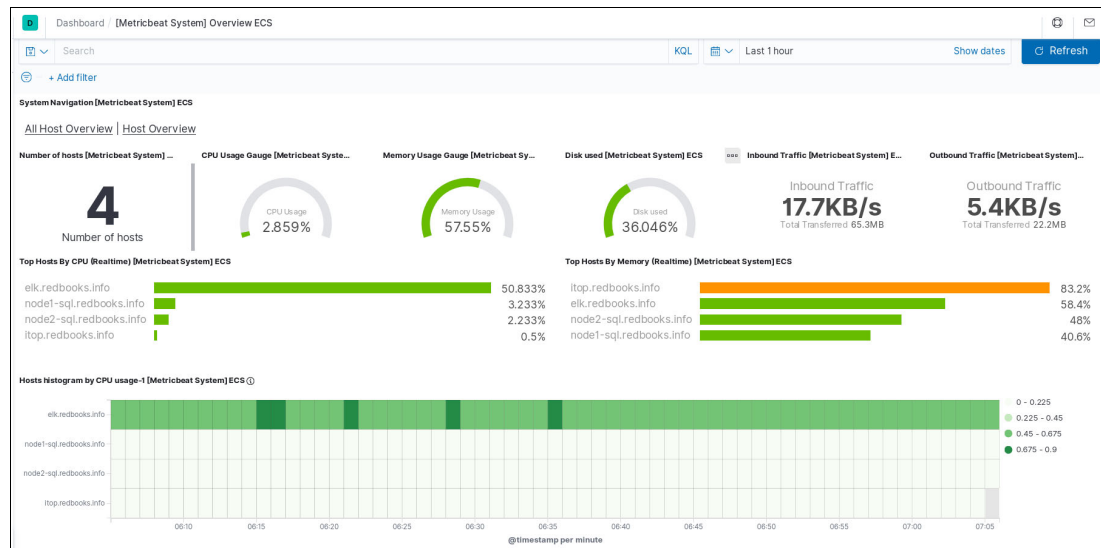 D Dashboard / [Metricbeat System] Overview ECS
Search KQL Last 1 hour Show dates Refresh
+ Add filter
System Navigation [Metricbeat System] ECS
All Host Overview | Host Overview
Number of hosts [Metricbeat System] ... CPU Usage Gauge [Metricbeat Syste... Memory Usage Gauge [Metricbeat Sy... Disk used [Metricbeat System] ECS Inbound Traffic [Metricbeat System] E... Outbound Traffic [Metricbeat System]...
4
Number of hosts
CPU Usage
2.859%
Memory Usage
57.55%
Disk used
36.046%
Inbound Traffic
17.7KB/s
Total Transferred 65.3MB
Outbound Traffic
5.4KB/s
Total Transferred 22.2MB
Top Hosts By CPU (Realtime) [Metricbeat System] ECS
elk.redbooks.info 50.833%
node1-sql.redbooks.info 3.233%
node2-sql.redbooks.info 2.233%
itop.redbooks.info 0.5%
Top Hosts By Memory (Realtime) [Metricbeat System] ECS
itop.redbooks.info 83.2%
elk.redbooks.info 58.4%
node2-sql.redbooks.info 48%
node1-sql.redbooks.info 40.6%
Hosts histogram by CPU usage-1 [Metricbeat System] ECS
elk.redbooks.info
node1-sql.redbooks.info
node2-sql.redbooks.info
itop.redbooks.info
0 - 0.225
0.225 - 0.45
0.45 - 0.675
0.675 - 0.9
06:10 06:15 06:20 06:25 06:30 06:35 06:40 06:45 06:50 06:55 07:00 07:05
@timestamp per minute